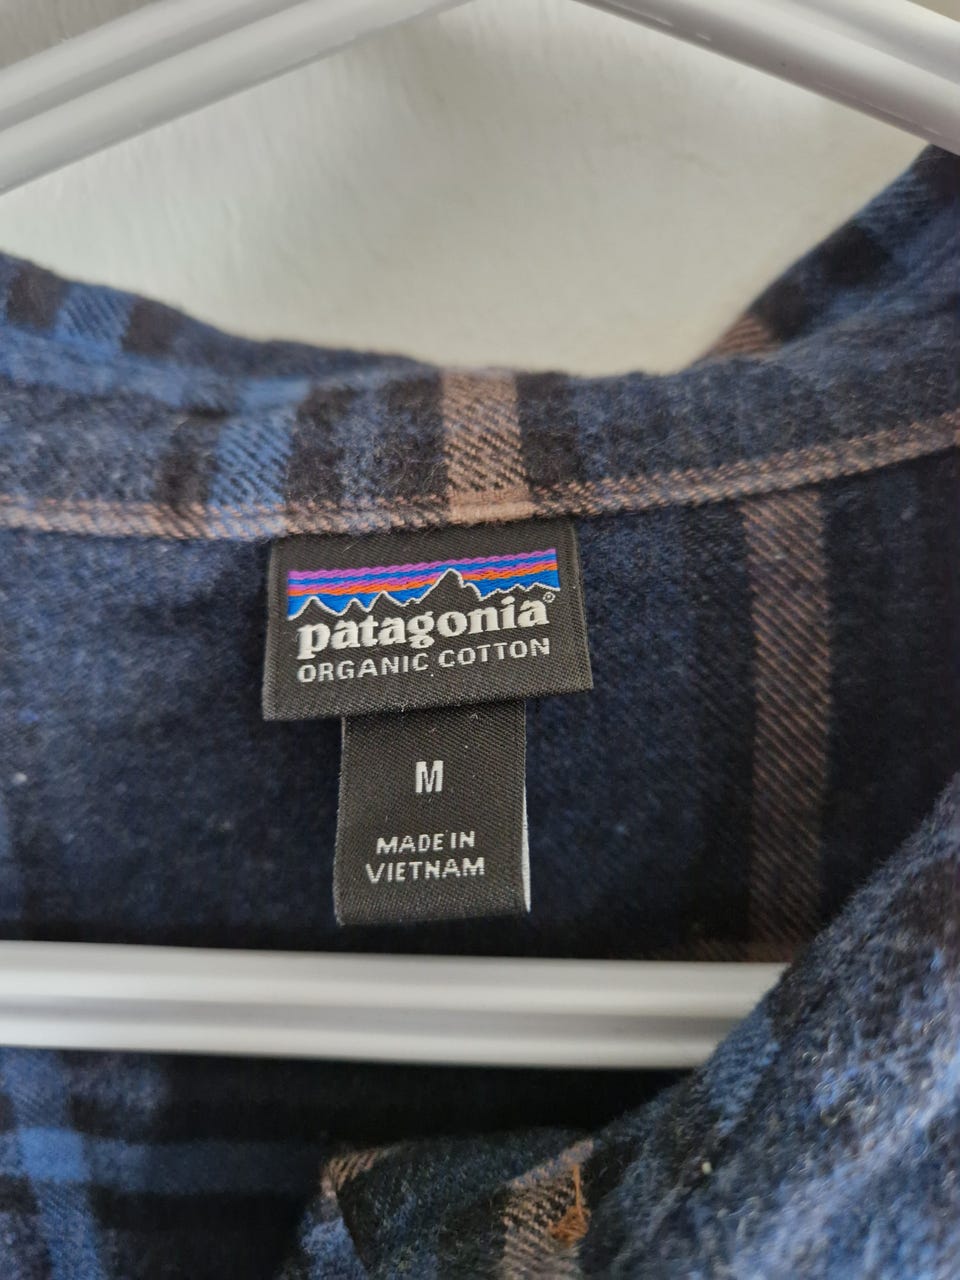 patagonia®
ORGANIC COTTON
M
MADE IN
VIETNAM